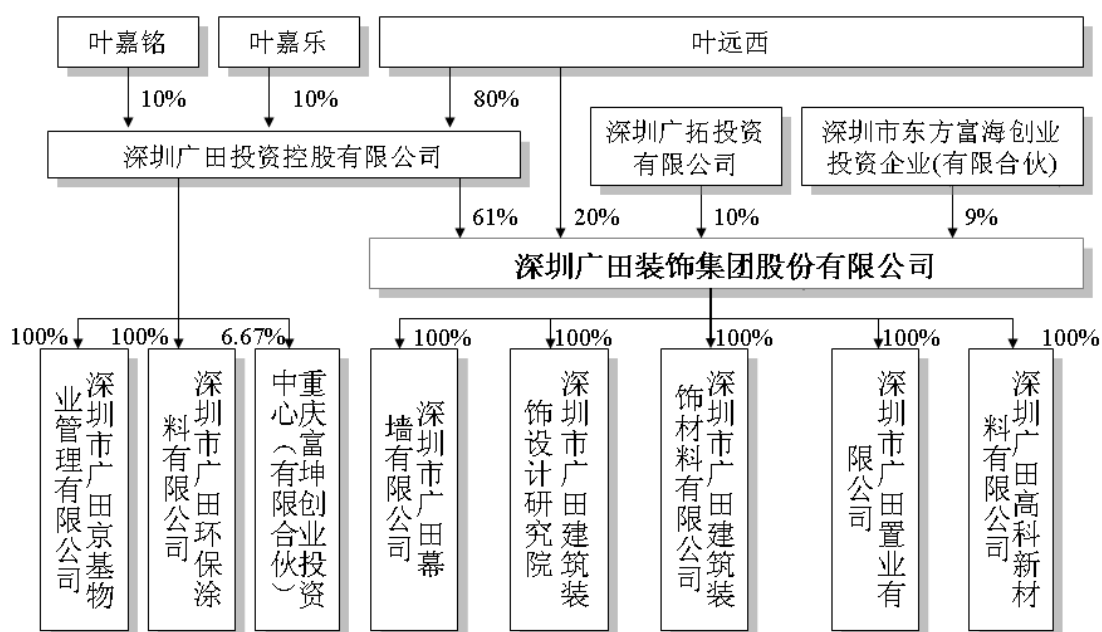 叶嘉铭
叶嘉乐
叶远西
10%
10%
80%
深圳广田投资控股有限公司
深圳广拓投资
有限公司
深圳市东方富海创业
投资企业(有限合伙)
61%
20%
10%
9%
深圳广田装饰集团股份有限公司
100%
100%
6.67%
100%
100%
100%
100%
100%
深圳市广田京基物
业管理有限公司
深圳市广田环保涂
料有限公司
重庆富坤创业投资
中心（有限合伙）
深圳市广田幕
墙有限公司
深圳市广田建筑装
饰设计研究院
深圳市广田建筑装
饰材料有限公司
深圳市广田置业有
限公司
深圳广田高科新材
料有限公司